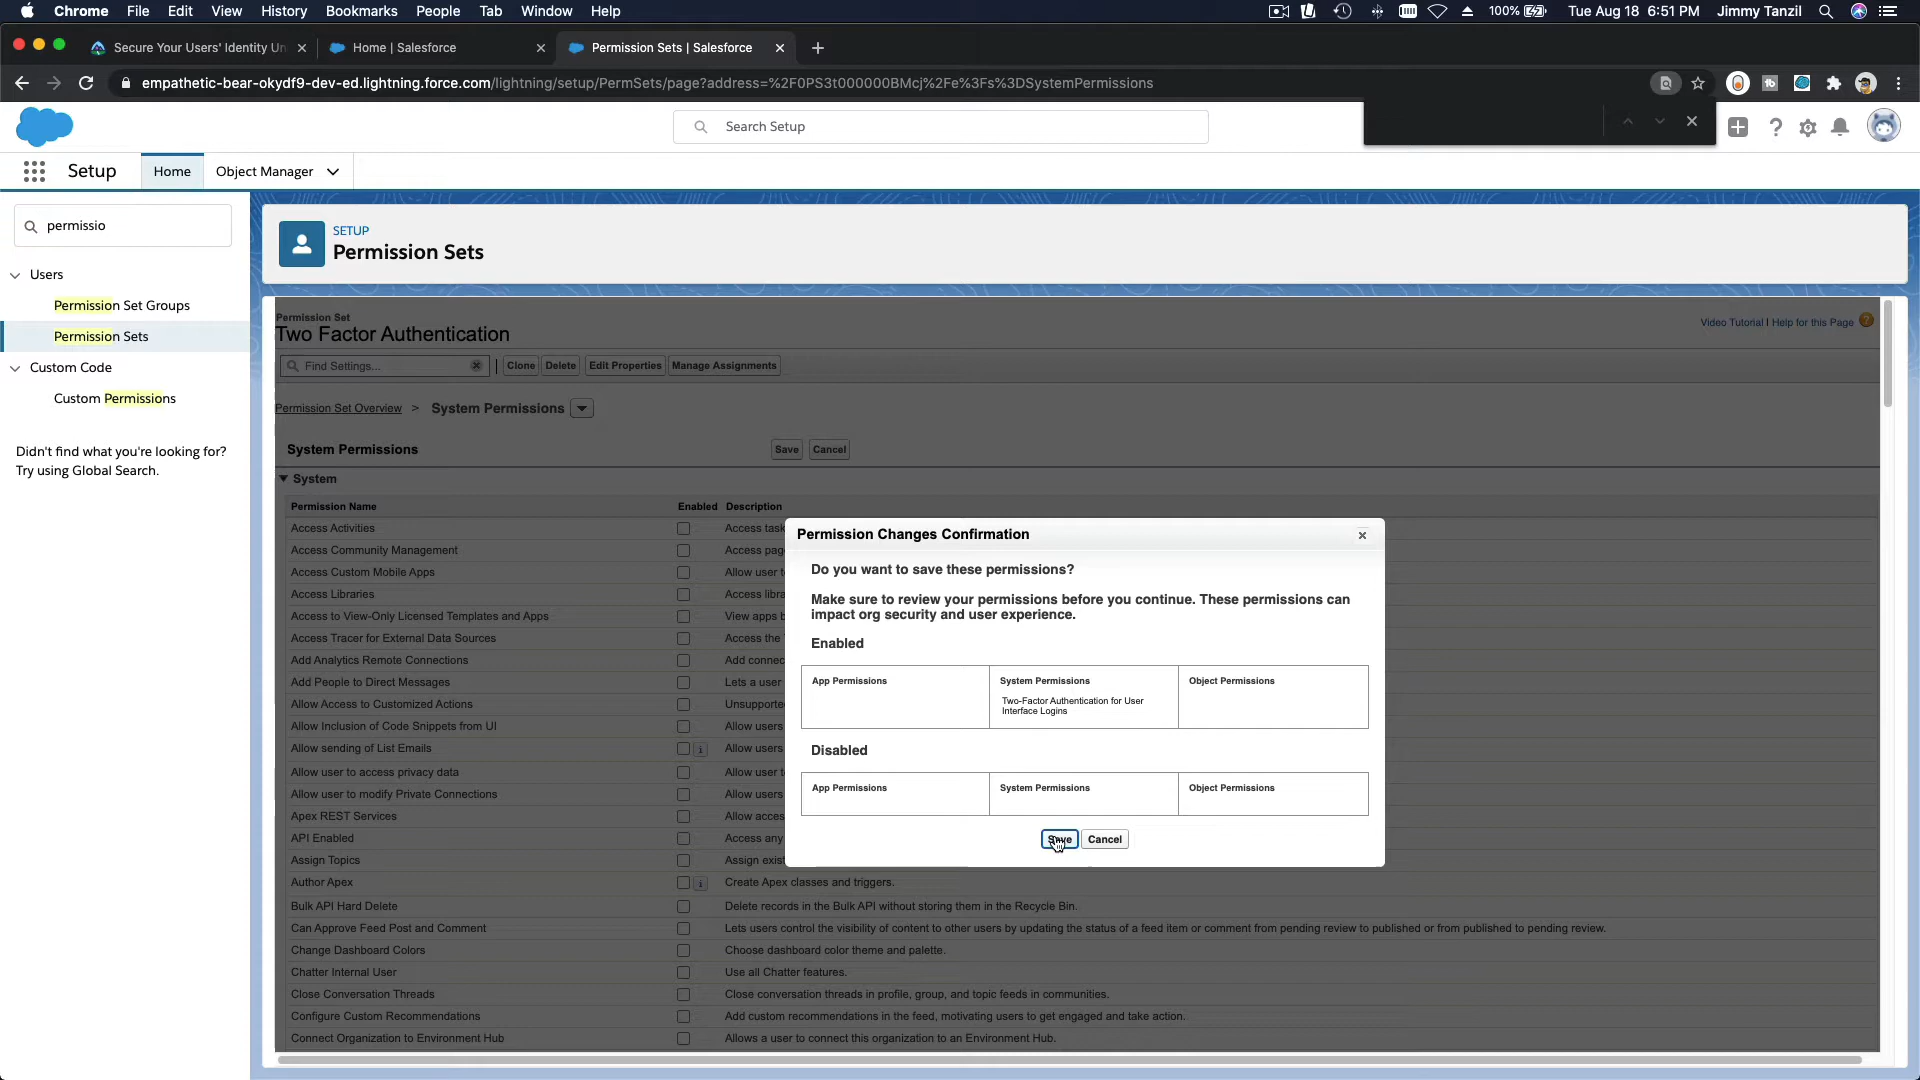 Chrome File Edit View History Bookmarks People Tab Window Help 100% Tue Aug 18 6:51 PM Jimmy Tanzil
Secure Your Users' Identity Un Home | Salesforce Permission Sets | Salesforce
empathetic-bear-okydf9-dev-ed.lightning.force.com/lightning/setup/PermSets/page?address=%2F0PS3t000000BMcj%2Fe%3Fs%3DSystemPermissions
Search Setup
Setup Home Object Manager
permissio
Users
Permission Set Groups
Permission Sets
Custom Code
Custom Permissions
Didn't find what you're looking for?
Try using Global Search.
SETUP
Permission Sets
Permission Set
Two Factor Authentication
Video Tutorial | Help for this Page
Find Settings... Clone Delete Edit Properties Manage Assignments
Permission Set Overview > System Permissions
System Permissions Save Cancel
System
Permission Name Enabled Description
Access Activities Access task
Access Community Management Access pag
Access Custom Mobile Apps Allow user t
Access Libraries Access libra
Access to View-Only Licensed Templates and Apps View apps b
Access Tracer for External Data Sources Access the
Add Analytics Remote Connections Add connec
Add People to Direct Messages Lets a user
Allow Access to Customized Actions Unsupporte
Allow Inclusion of Code Snippets from UI Allow users
Allow sending of List Emails i Allow users
Allow user to access privacy data Allow user t
Allow user to modify Private Connections Allow users
Apex REST Services Allow acces
API Enabled Access any
Assign Topics Assign exist
Author Apex i Create Apex classes and triggers.
Bulk API Hard Delete Delete records in the Bulk API without storing them in the Recycle Bin.
Can Approve Feed Post and Comment Lets users control the visibility of content to other users by updating the status of a feed item or comment from pending review to published or from published to pending review.
Change Dashboard Colors Choose dashboard color theme and palette.
Chatter Internal User Use all Chatter features.
Close Conversation Threads Close conversation threads in profile, group, and topic feeds in communities.
Configure Custom Recommendations Add custom recommendations in the feed, motivating users to get engaged and take action.
Connect Organization to Environment Hub Allows a user to connect this organization to an Environment Hub.
Permission Changes Confirmation
Do you want to save these permissions?
Make sure to review your permissions before you continue. These permissions can
impact org security and user experience.
Enabled
App Permissions System Permissions Object Permissions
Two-Factor Authentication for User
Interface Logins
Disabled
App Permissions System Permissions Object Permissions
Save Cancel